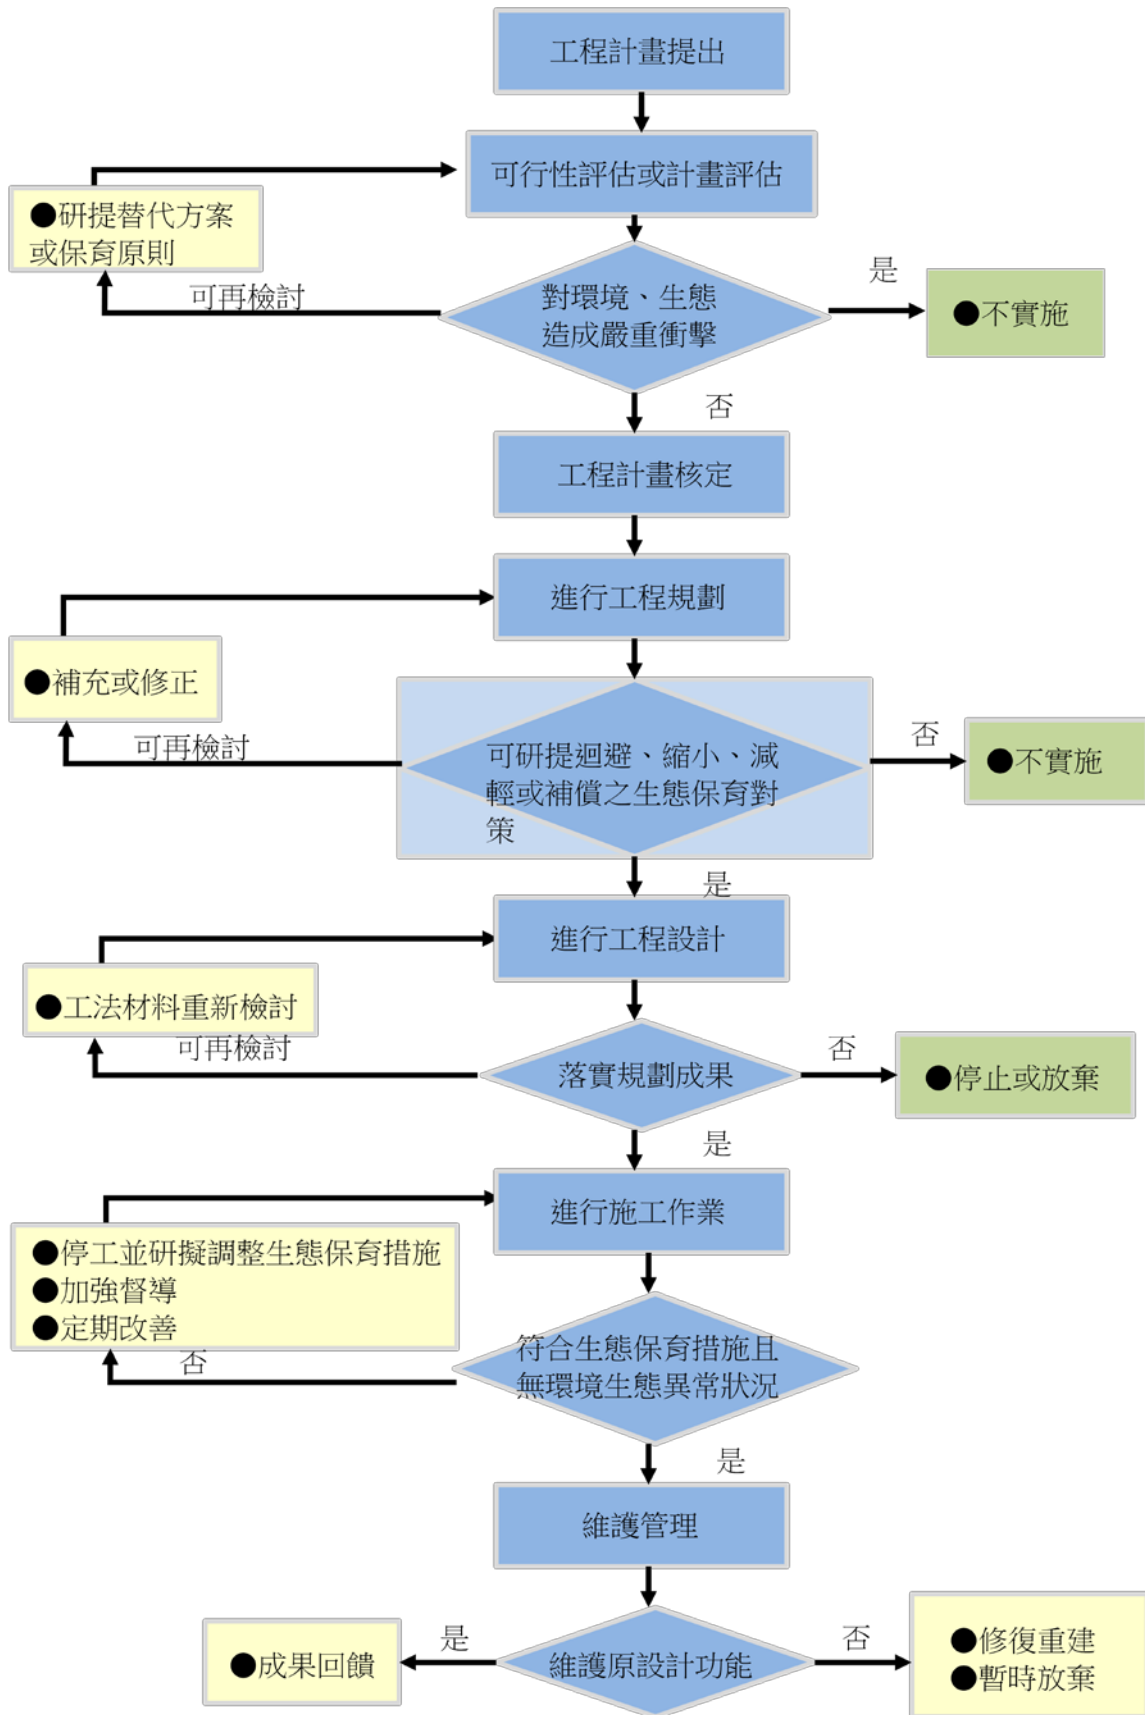 工程計畫提出
可行性評估或計畫評估
●研提替代方案
或保育原則
可再檢討
對環境、生態
造成嚴重衝擊
是
●不實施
否
工程計畫核定
進行工程規劃
●補充或修正
可再檢討
可研提迴避、縮小、減
輕或補償之生態保育對
策
否
●不實施
是
進行工程設計
●工法材料重新檢討
可再檢討
落實規劃成果
否
●停止或放棄
是
進行施工作業
●停工並研擬調整生態保育措施
●加強督導
●定期改善
否
符合生態保育措施且
無環境生態異常狀況
是
維護管理
●成果回饋
是
維護原設計功能
否
●修復重建
●暫時放棄